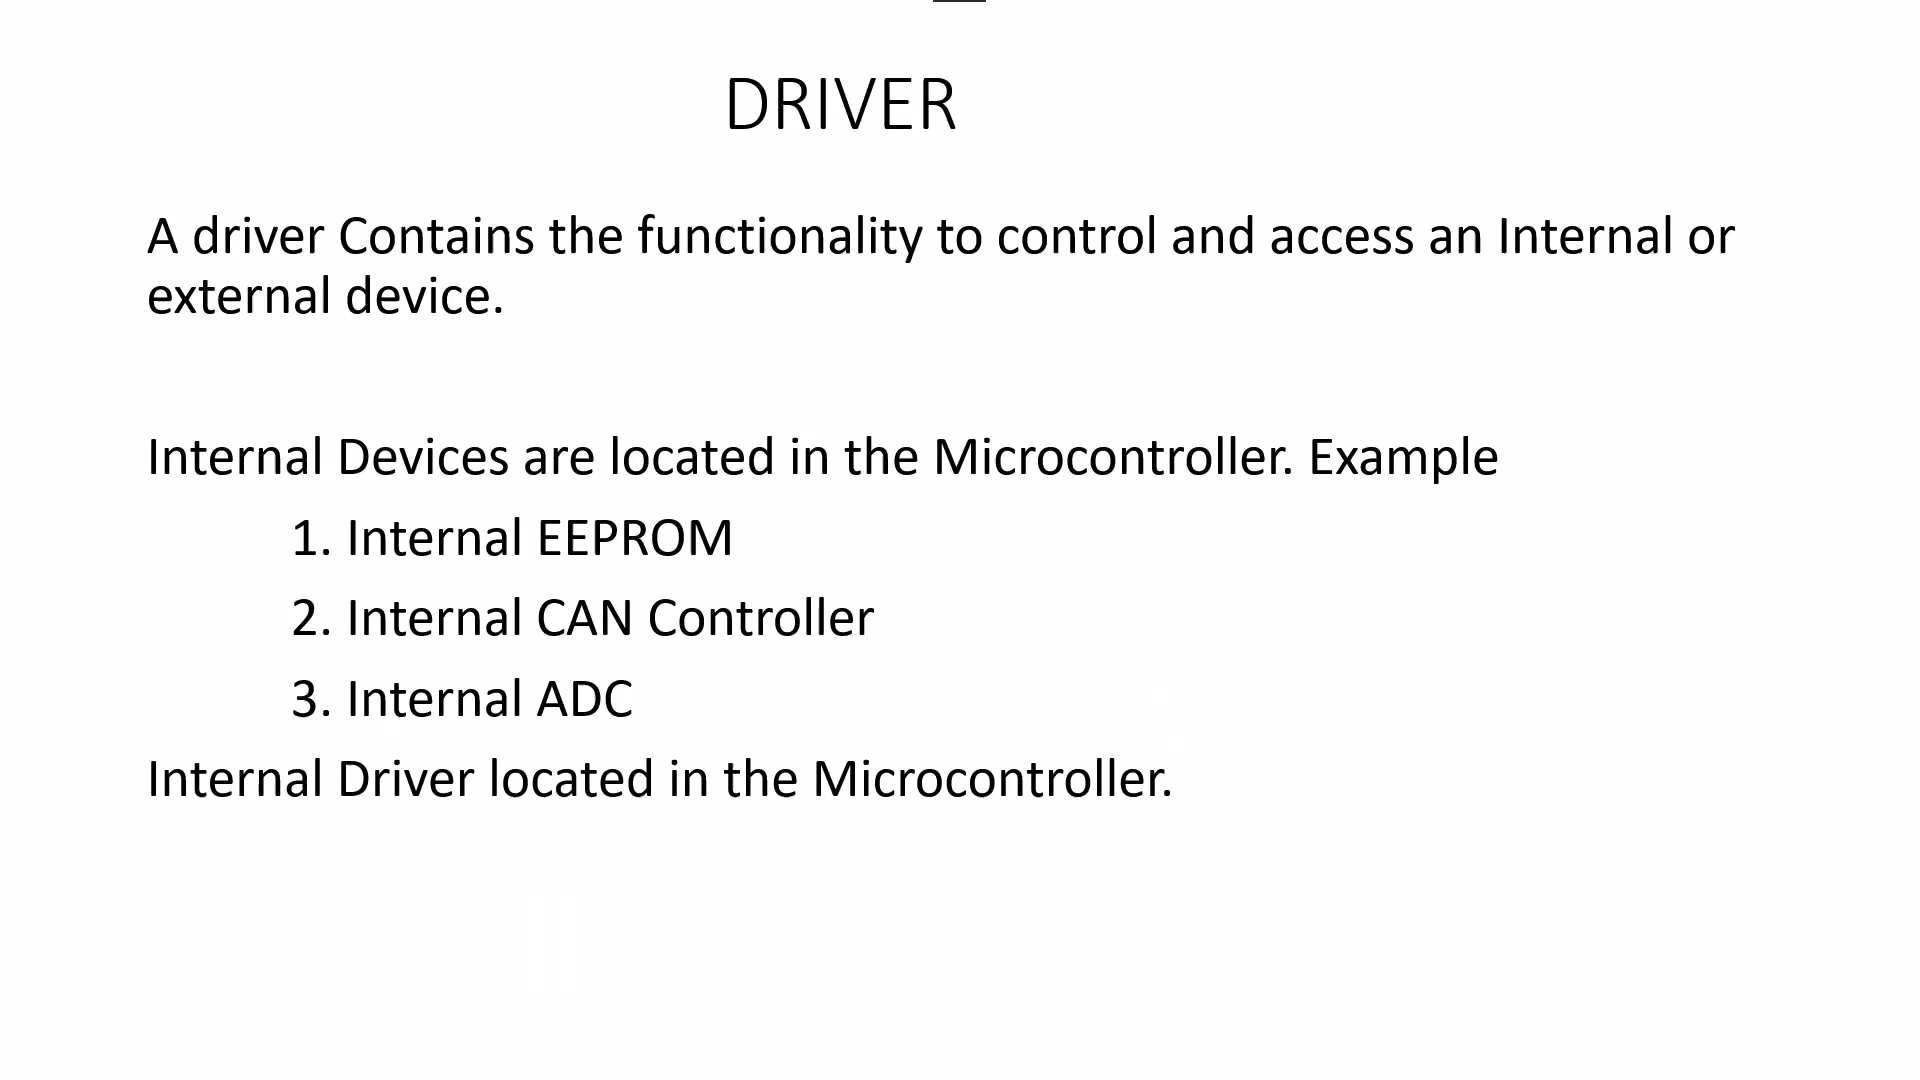 DRIVER
A driver Contains the functionality to control and access an Internal or
external device.
Internal Devices are located in the Microcontroller. Example
1. Internal EEPROM
2. Internal CAN Controller
3. Internal ADC
Internal Driver located in the Microcontroller.